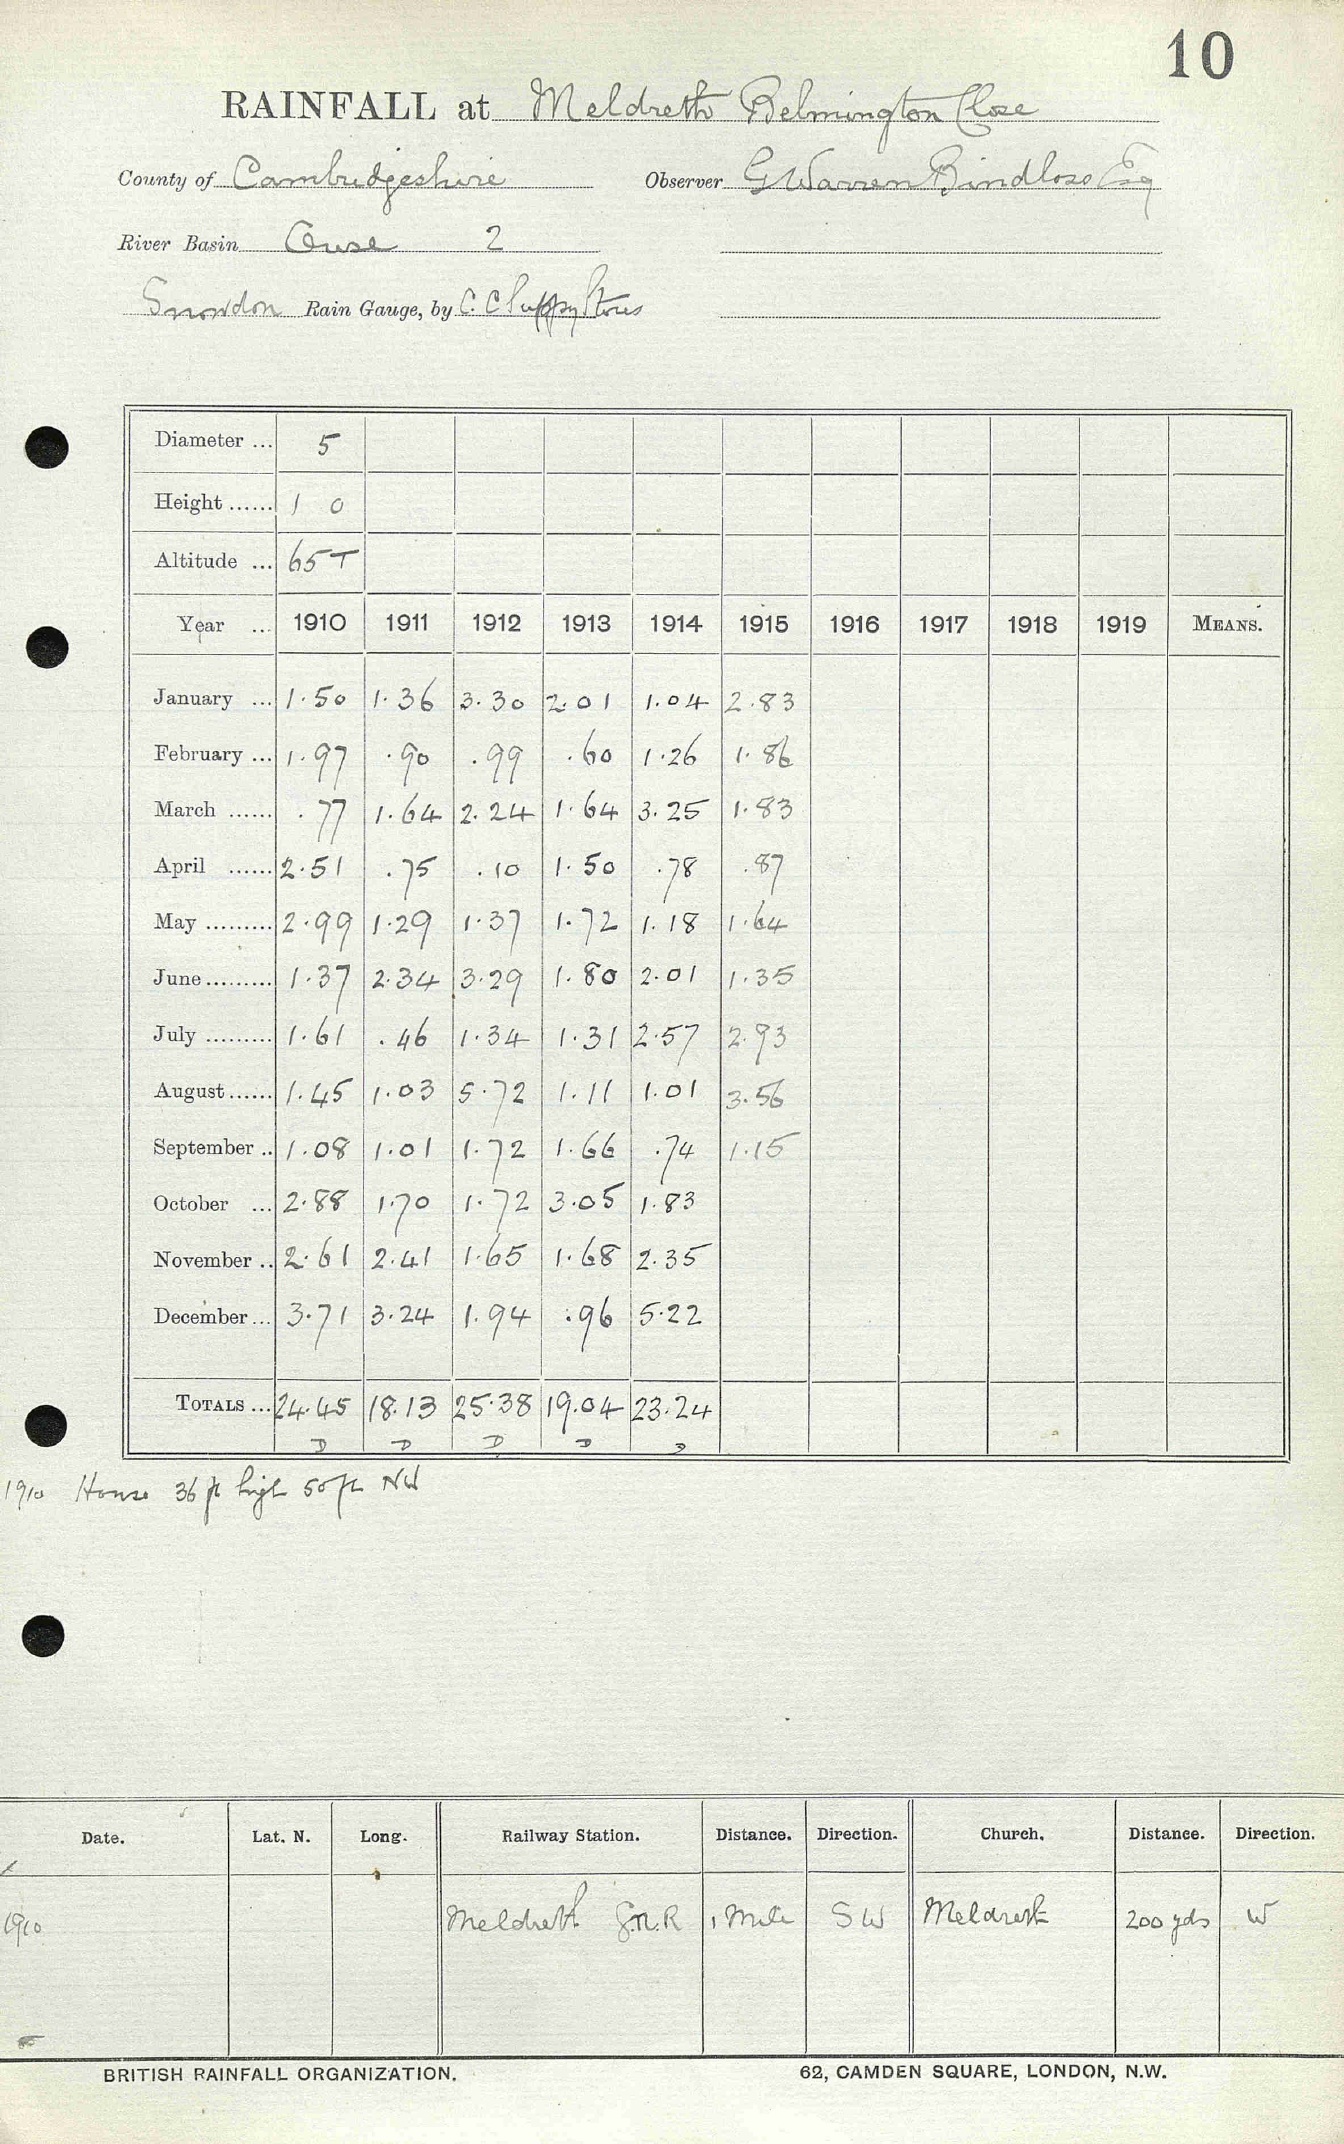 10
RAINFALL at Meldreth Belmington Close
County of Cambridgeshire Observer G Warren Bindloss Esq
River Basin Ouse 2
Snowdon Rain Gauge, by C. C Stores
Diameter ... 5
Height ...... 1 0
Altitude ... 65 T
Year ... 1910 1911 1912 1913 1914 1915 1916 1917 1918 1919 MEANS.
January ... 1.50 1.36 3.30 2.01 1.04 2.83
February ... 1.97 .90 .99 .60 1.26 1.86
March ...... .77 1.64 2.24 1.64 3.25 1.83
April ...... 2.51 .75 .10 1.50 .78 .87
May ......... 2.99 1.29 1.37 1.72 1.18 1.64
June ......... 1.37 2.34 3.29 1.80 2.01 1.35
July ......... 1.61 .46 1.34 1.31 2.57 2.93
August ...... 1.45 1.03 5.72 1.11 1.01 3.56
September .. 1.08 1.01 1.72 1.66 .74 1.15
October ... 2.88 1.70 1.72 3.05 1.83
November .. 2.61 2.41 1.65 1.68 2.35
December ... 3.71 3.24 1.94 .96 5.22
TOTALS ... 24.45 18.13 25.38 19.04 23.24
D D D D D
1910 House 36 ft high 50 ft NW
Date. Lat. N. Long. Railway Station. Distance. Direction. Church. Distance. Direction.
1910 Meldreth G.N.R 1 Mile SW Meldreth 200 yds W
BRITISH RAINFALL ORGANIZATION. 62, CAMDEN SQUARE, LONDON, N.W.